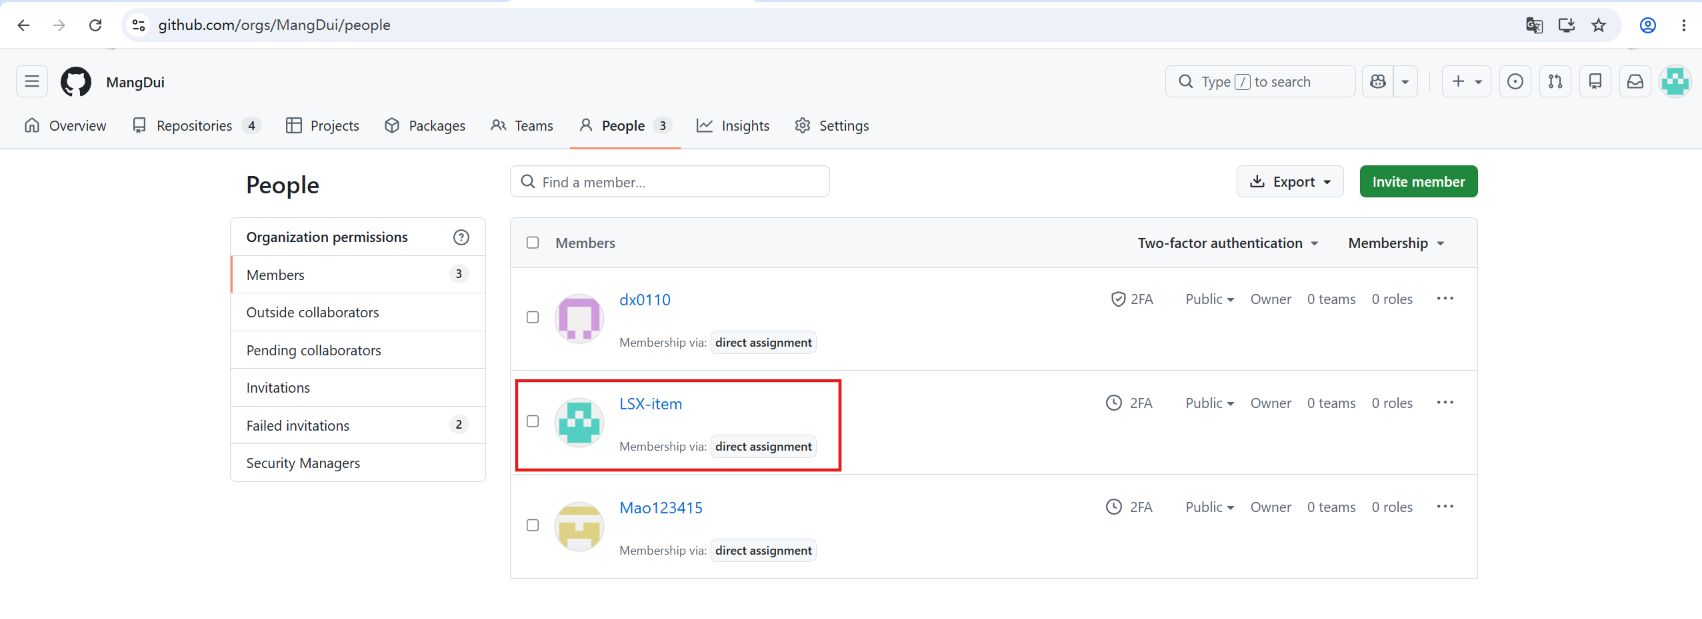 github.com/orgs/MangDui/people
MangDui
Type / to search
Overview Repositories 4 Projects Packages Teams People 3 Insights Settings
People
Find a member...
Export
Invite member
Organization permissions
Members 3
Outside collaborators
Pending collaborators
Invitations
Failed invitations 2
Security Managers
Members Two-factor authentication Membership
dx0110 2FA Public Owner 0 teams 0 roles
Membership via: direct assignment
LSX-item 2FA Public Owner 0 teams 0 roles
Membership via: direct assignment
Mao123415 2FA Public Owner 0 teams 0 roles
Membership via: direct assignment